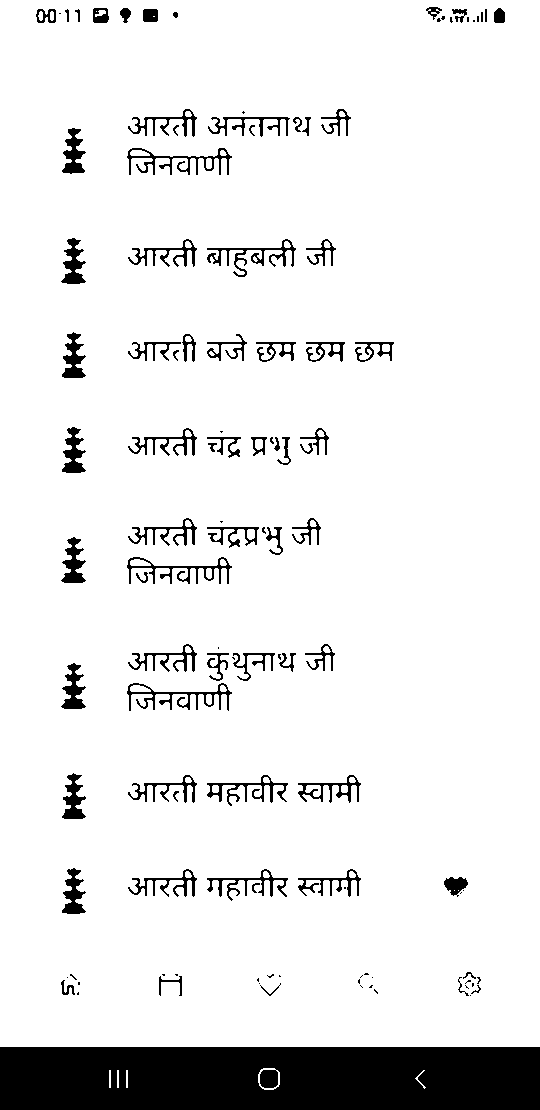 00:11
आरती अनंतनाथ जी
जिनवाणी
आरती बाहुबली जी
आरती बजे छम छम छम
आरती चंद्र प्रभु जी
आरती चंद्रप्रभु जी
जिनवाणी
आरती कुंथुनाथ जी
जिनवाणी
आरती महावीर स्वामी
आरती महावीर स्वामी